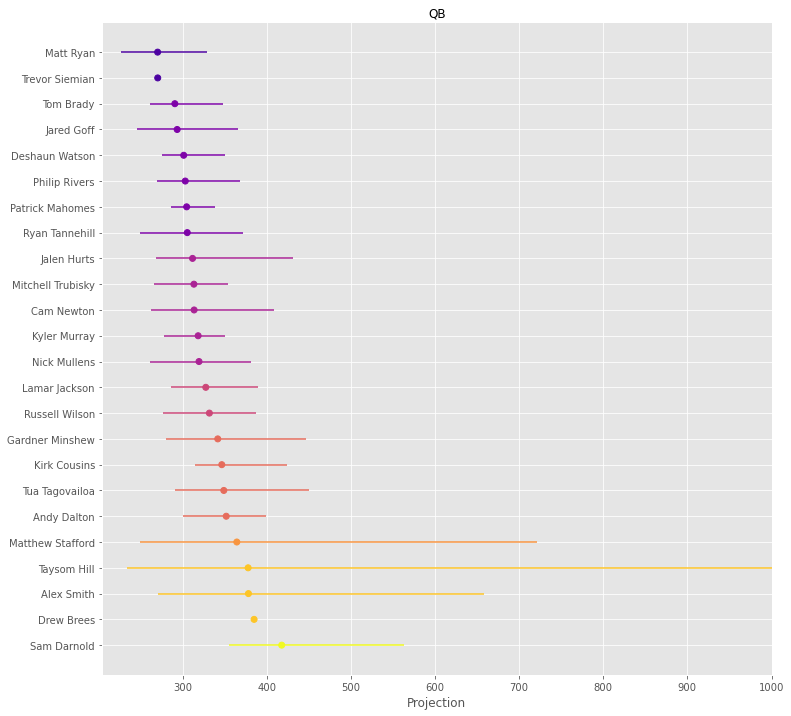 QB
Matt Ryan
Trevor Siemian
Tom Brady
Jared Goff
Deshaun Watson
Philip Rivers
Patrick Mahomes
Ryan Tannehill
Jalen Hurts
Mitchell Trubisky
Cam Newton
Kyler Murray
Nick Mullens
Lamar Jackson
Russell Wilson
Gardner Minshew
Kirk Cousins
Tua Tagovailoa
Andy Dalton
Matthew Stafford
Taysom Hill
Alex Smith
Drew Brees
Sam Darnold
300 400 500 600 700 800 900 1000
Projection